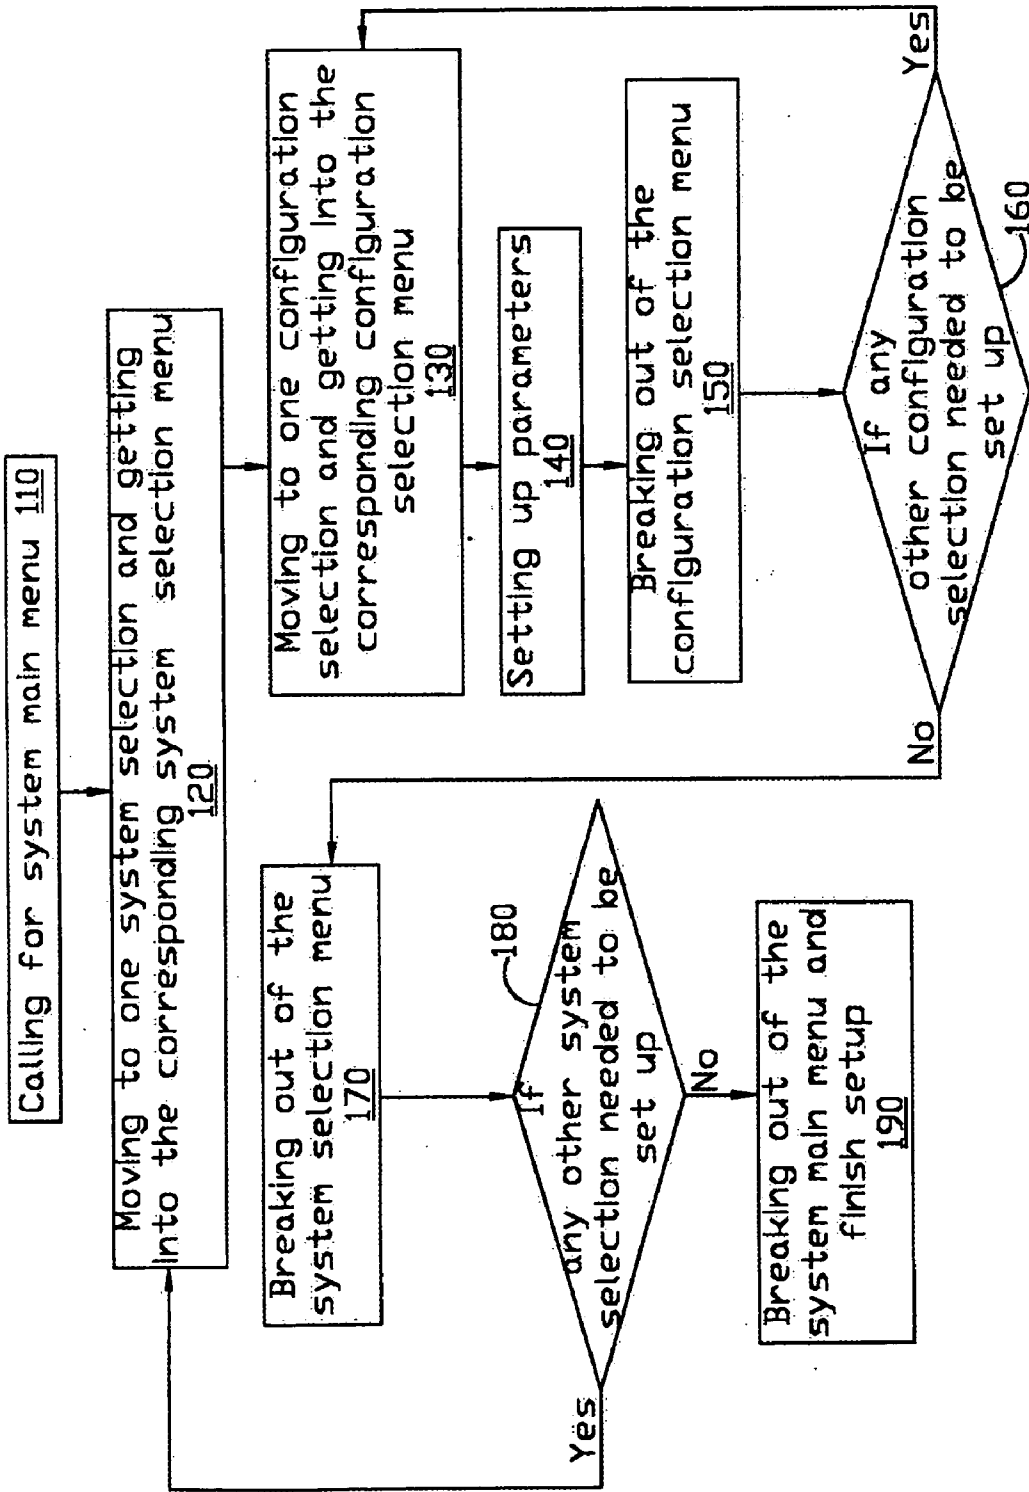 Calling for system main menu 110
Moving to one system selection and getting
into the corresponding system selection menu
120
Moving to one configuration
selection and getting into the
corresponding configuration
selection menu
130
Setting up parameters
140
Breaking out of the
configuration selection menu
150
If any
other configuration
selection needed to be
set up
160
Yes
No
Breaking out of the
system selection menu
170
180
If
any other system
selection needed to be
set up
Yes
No
Breaking out of the
system main menu and
finish setup
190